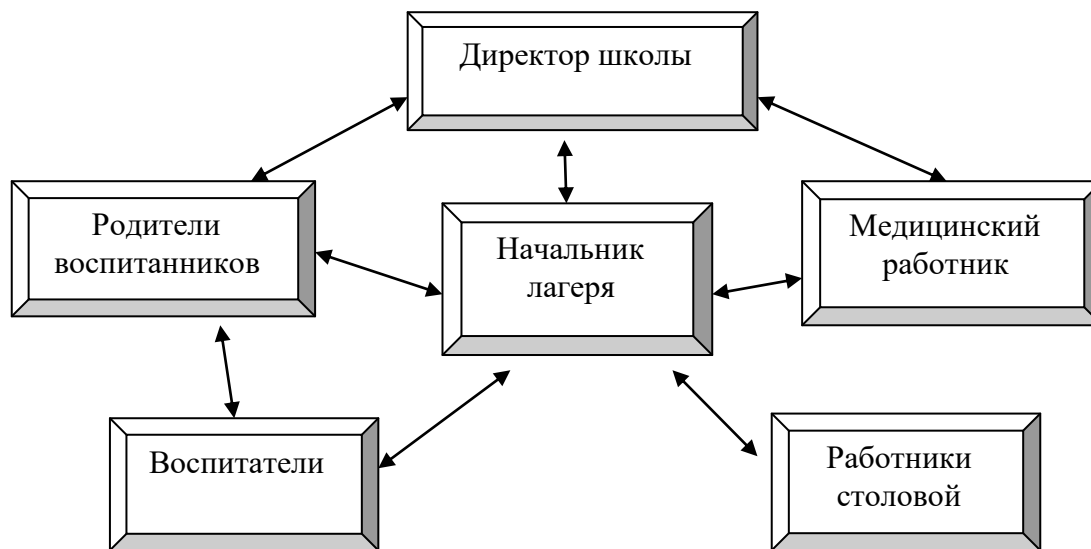 Директор школы
Родители
воспитанников
Начальник
лагеря
Медицинский
работник
Воспитатели
Работники
столовой